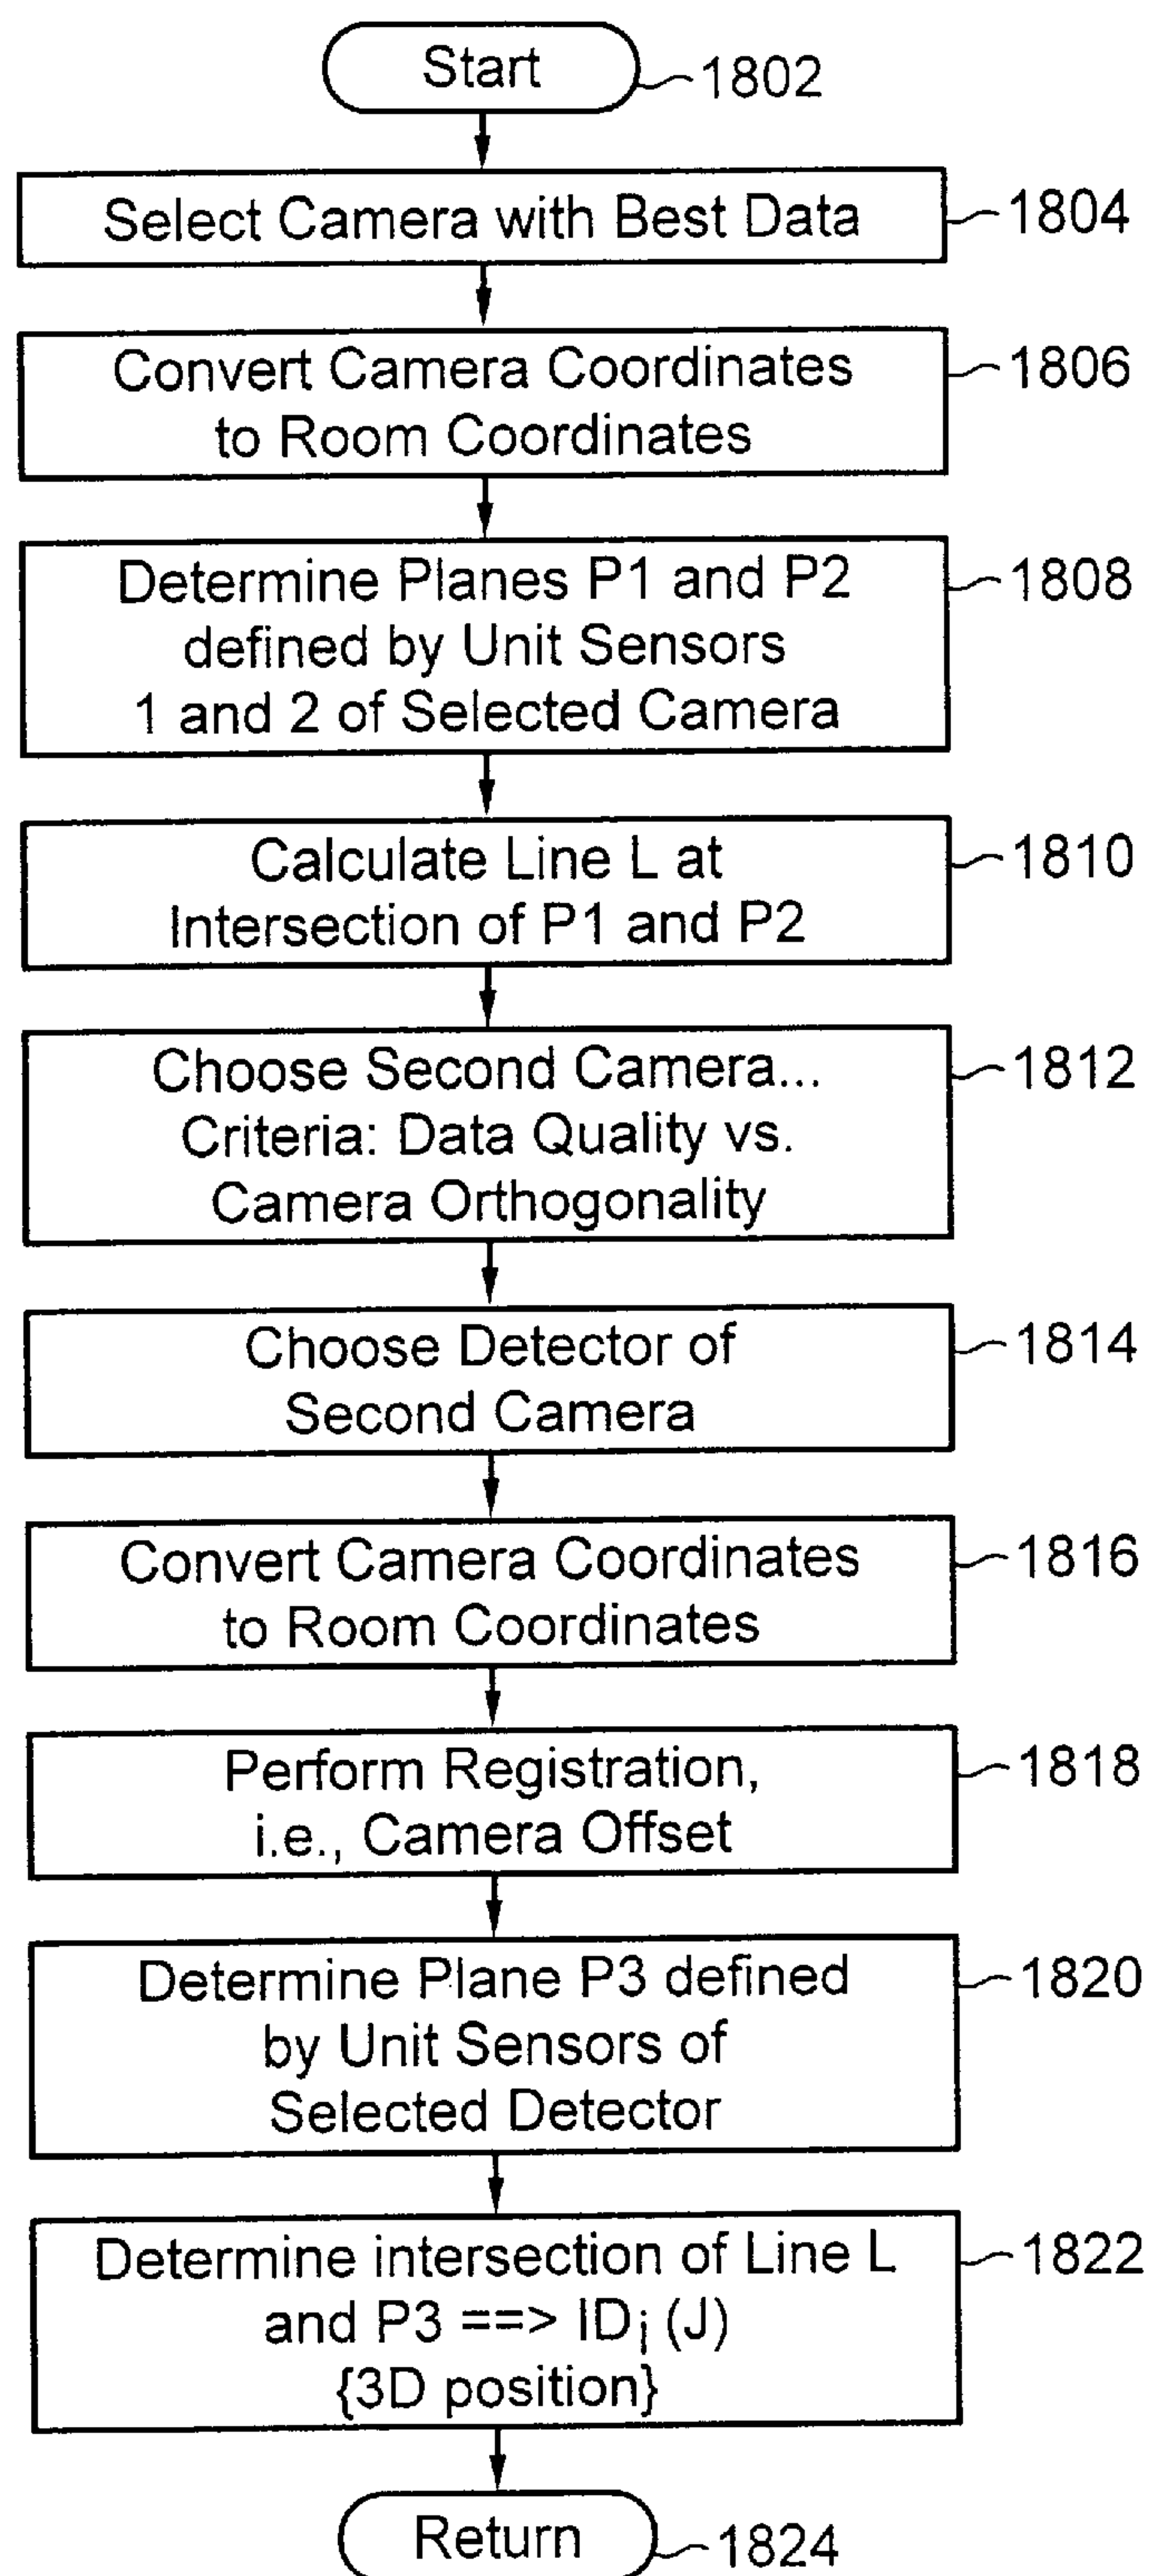 Start
1802
Select Camera with Best Data
1804
Convert Camera Coordinates
to Room Coordinates
1806
Determine Planes P1 and P2
defined by Unit Sensors
1 and 2 of Selected Camera
1808
Calculate Line L at
Intersection of P1 and P2
1810
Choose Second Camera...
Criteria: Data Quality vs.
Camera Orthogonality
1812
Choose Detector of
Second Camera
1814
Convert Camera Coordinates
to Room Coordinates
1816
Perform Registration,
i.e., Camera Offset
1818
Determine Plane P3 defined
by Unit Sensors of
Selected Detector
1820
Determine intersection of Line L
and P3 ==> IDi (J)
{3D position}
1822
Return
1824